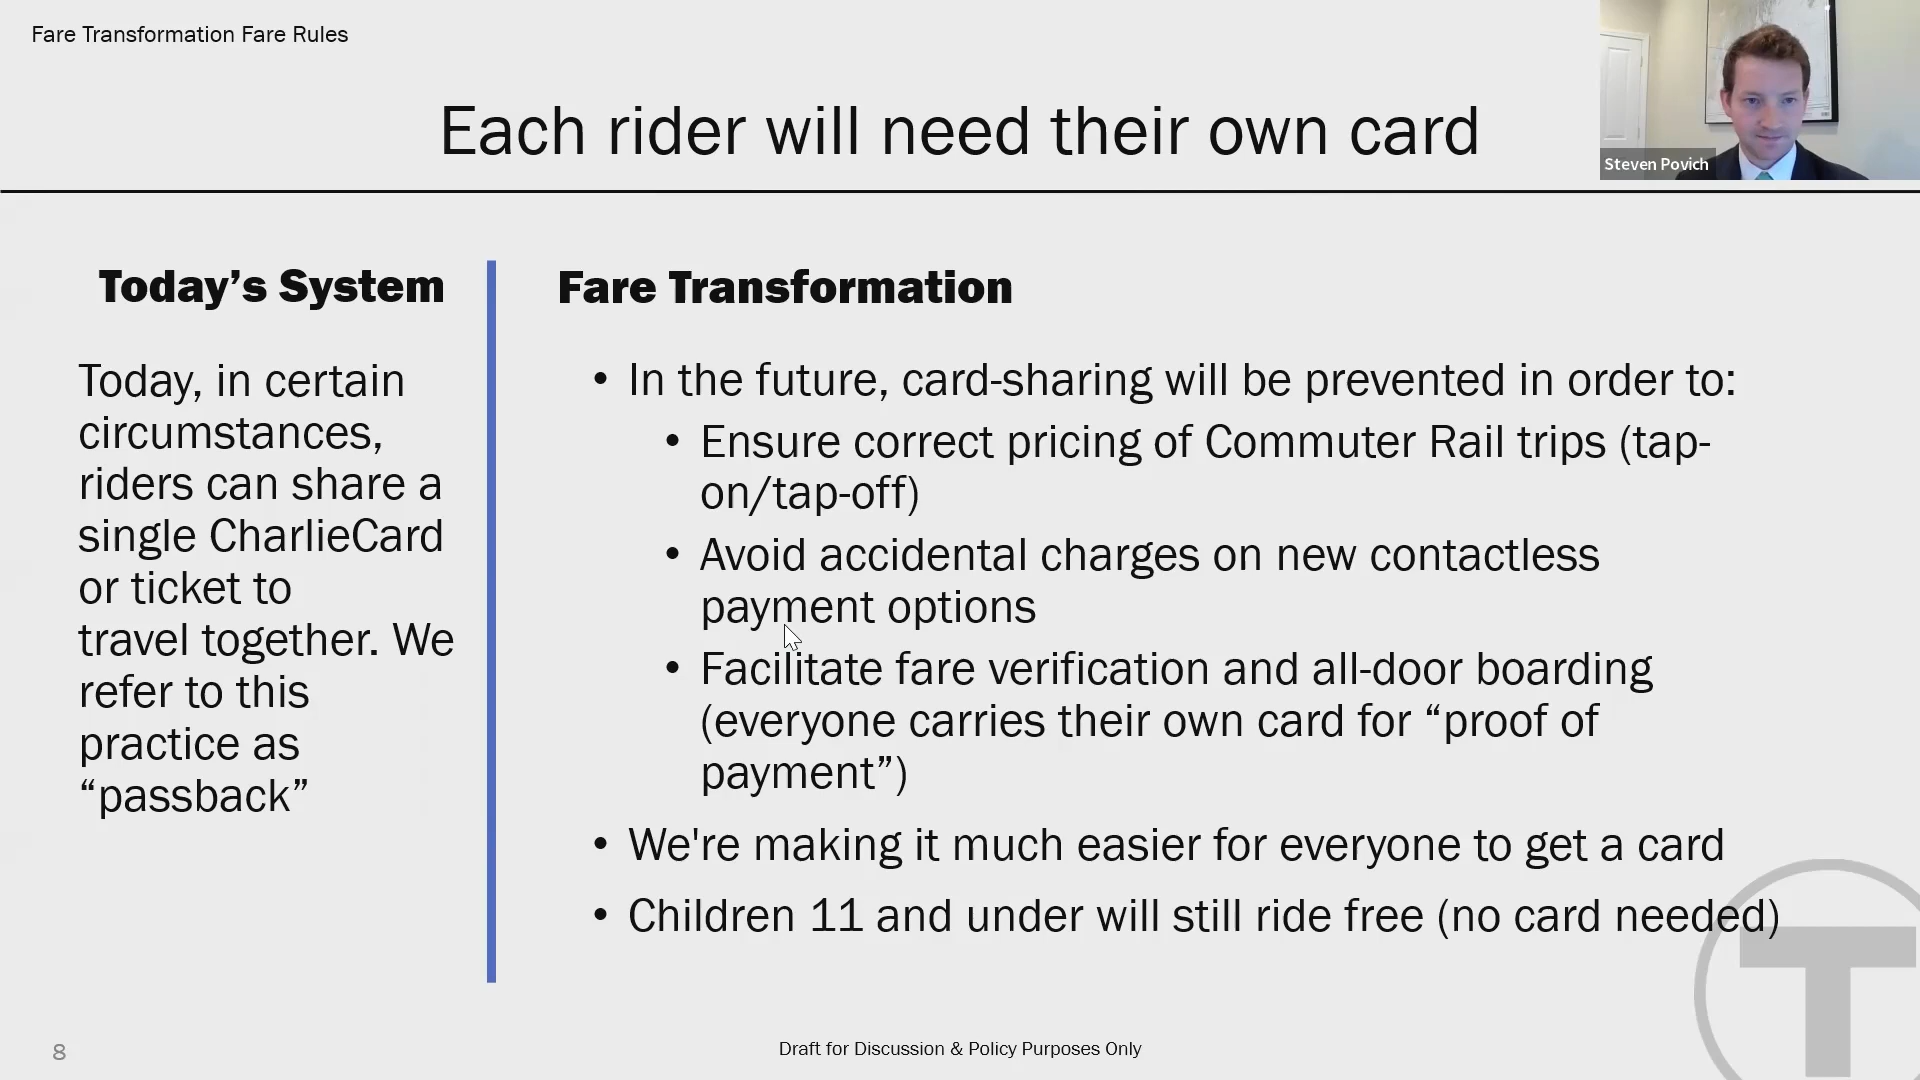 Fare Transformation Fare Rules
Each rider will need their own card
Steven Povich
Today’s System
Today, in certain
circumstances,
riders can share a
single CharlieCard
or ticket to
travel together. We
refer to this
practice as
“passback”
Fare Transformation
• In the future, card-sharing will be prevented in order to:
• Ensure correct pricing of Commuter Rail trips (tap-
on/tap-off)
• Avoid accidental charges on new contactless
payment options
• Facilitate fare verification and all-door boarding
(everyone carries their own card for “proof of
payment”)
• We're making it much easier for everyone to get a card
• Children 11 and under will still ride free (no card needed)
T
8
Draft for Discussion & Policy Purposes Only